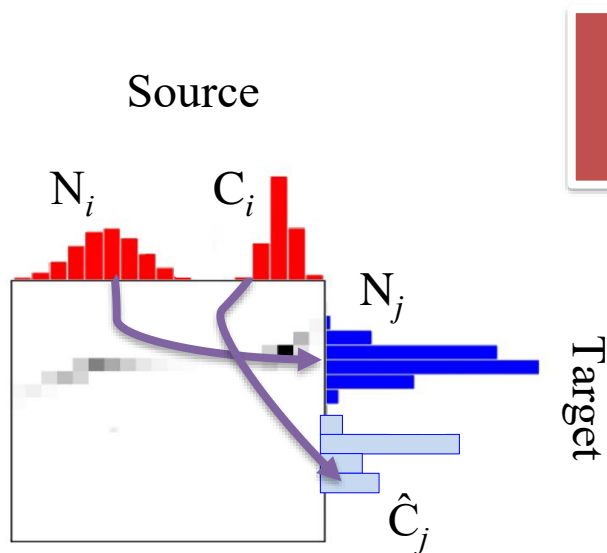 Source
N_i C_i
N_j
Target
Ĉ_j